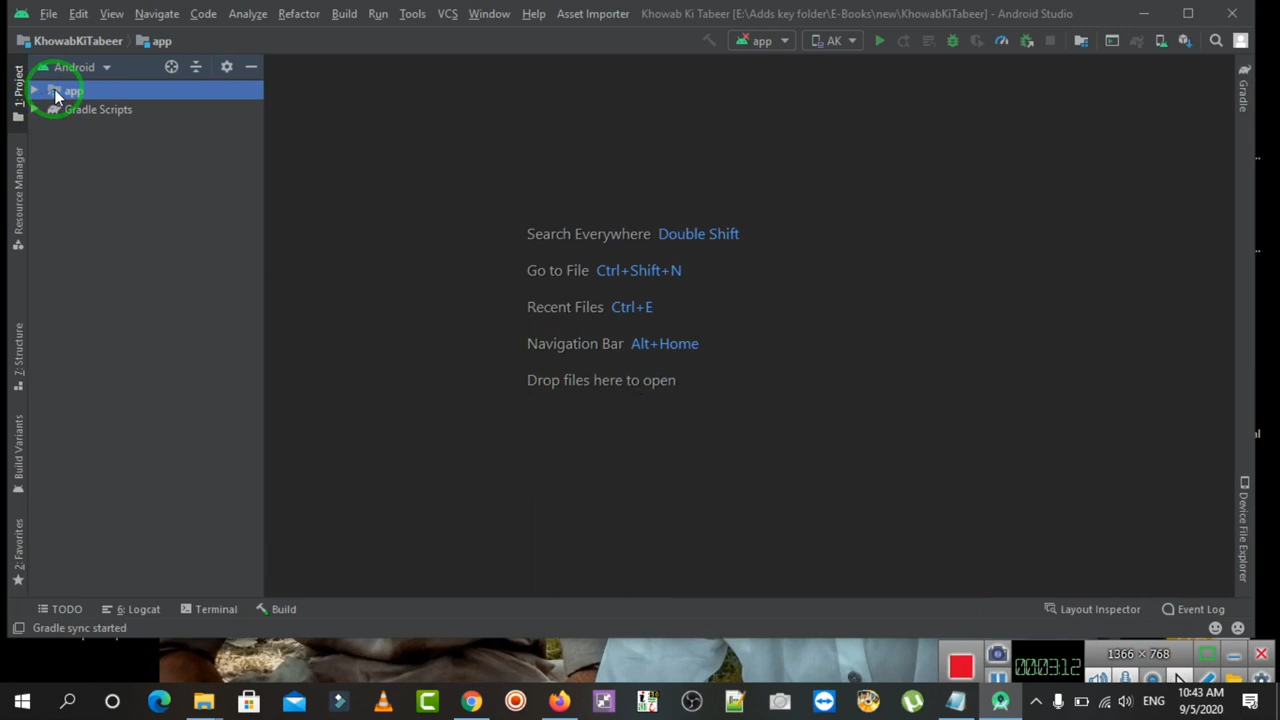 File Edit View Navigate Code Analyze Refactor Build Run Tools VCS Window Help Asset Importer Khowab Ki Tabeer [E:\Adds key folder\E-Books\new\KhowabKiTabeer] - Android Studio
KhowabKiTabeer app app AK
1: Project
Android
app
Gradle Scripts
Gradle
Resource Manager
Search Everywhere Double Shift
Go to File Ctrl+Shift+N
Recent Files Ctrl+E
Navigation Bar Alt+Home
Drop files here to open
7: Structure
Build Variants
2: Favorites
Device File Explorer
TODO 6: Logcat Terminal Build Layout Inspector Event Log
Gradle sync started
1366 × 768
00:03:12
ENG
10:43 AM
9/5/2020